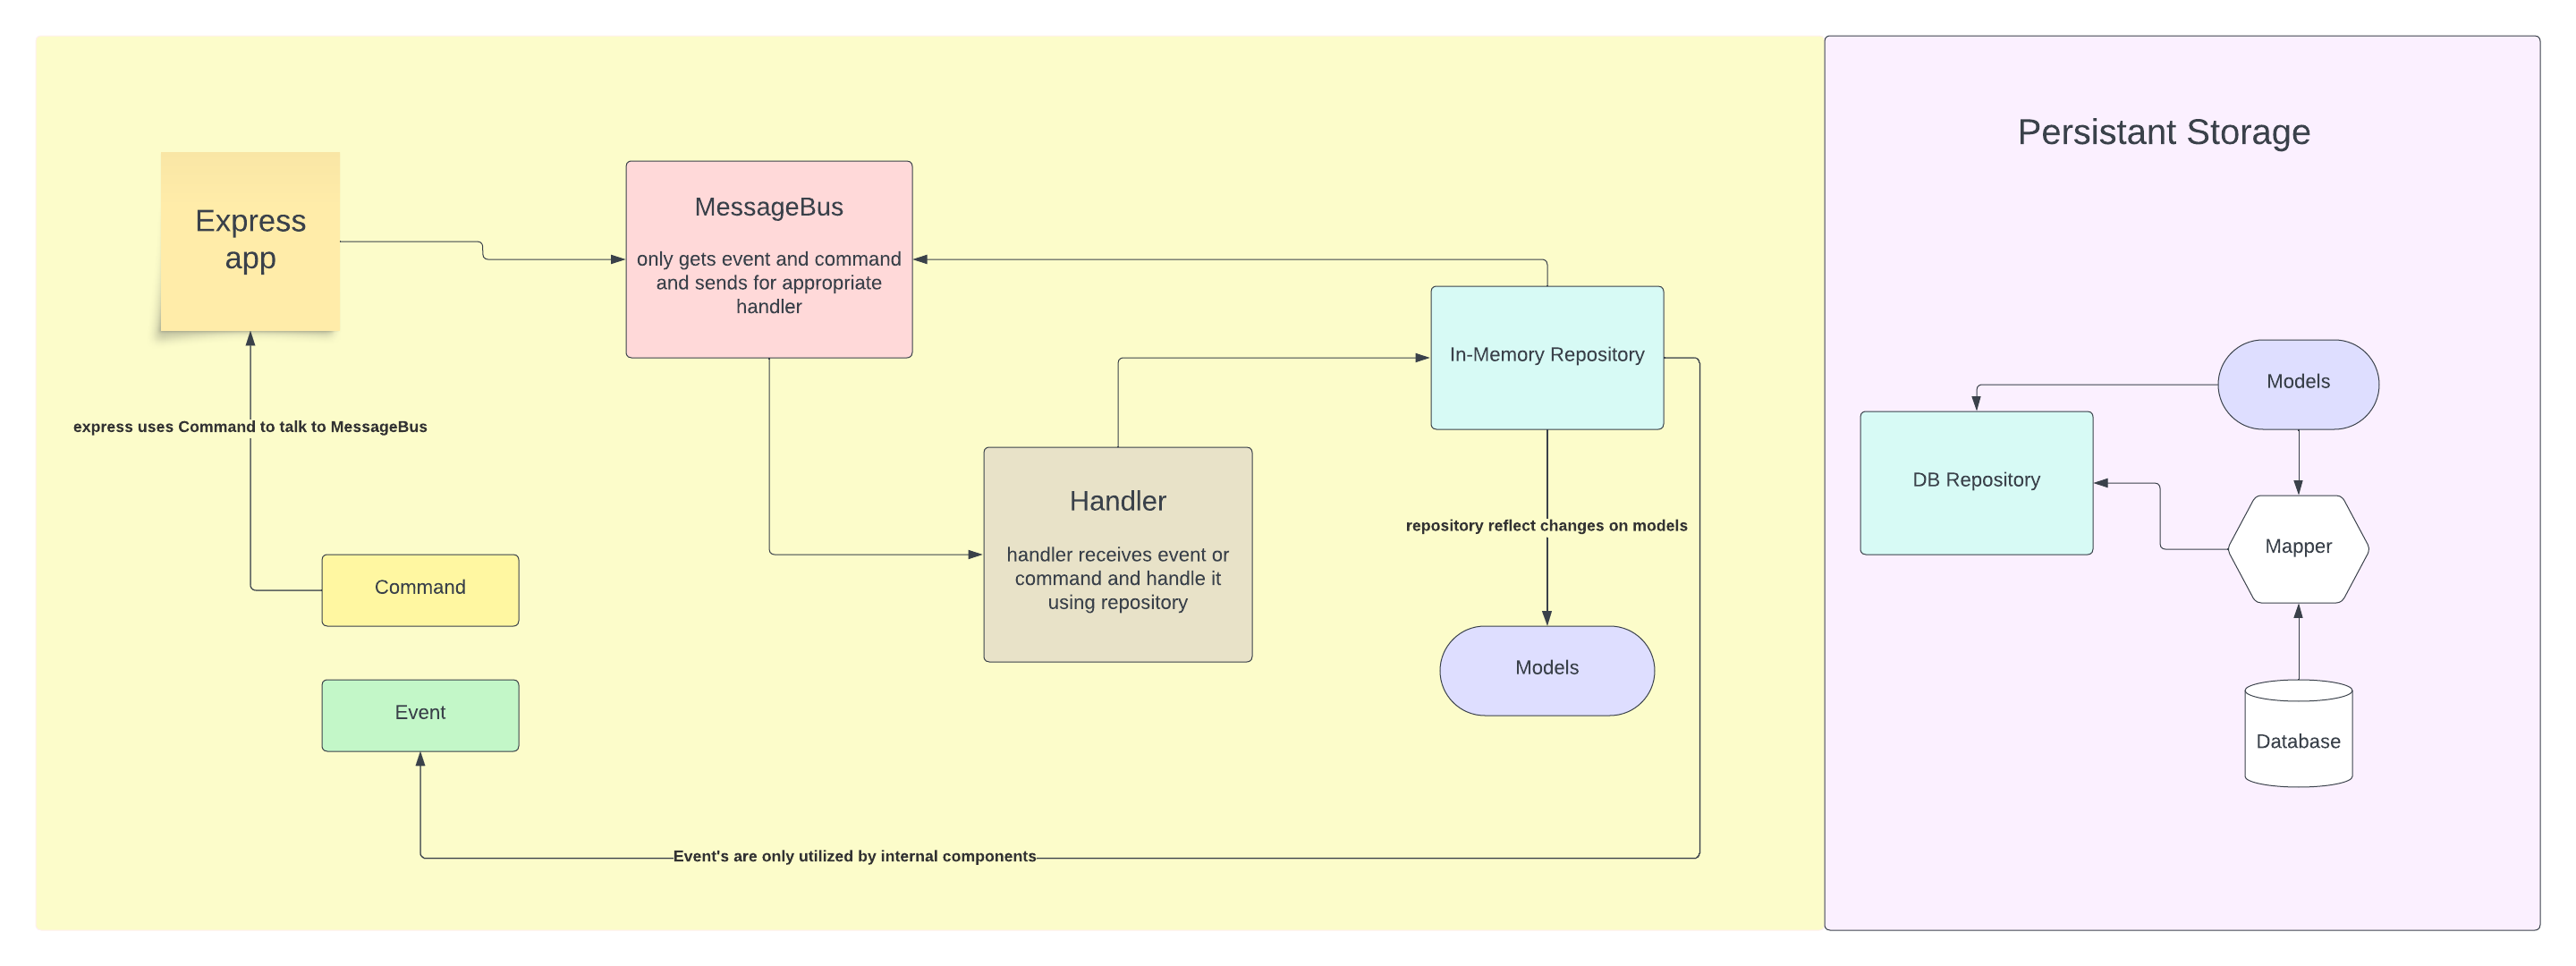 Express
app
MessageBus
only gets event and command
and sends for appropriate
handler
In-Memory Repository
express uses Command to talk to MessageBus
Handler
handler receives event or
command and handle it
using repository
repository reflect changes on models
Command
Models
Event
Event's are only utilized by internal components
Persistant Storage
Models
DB Repository
Mapper
Database